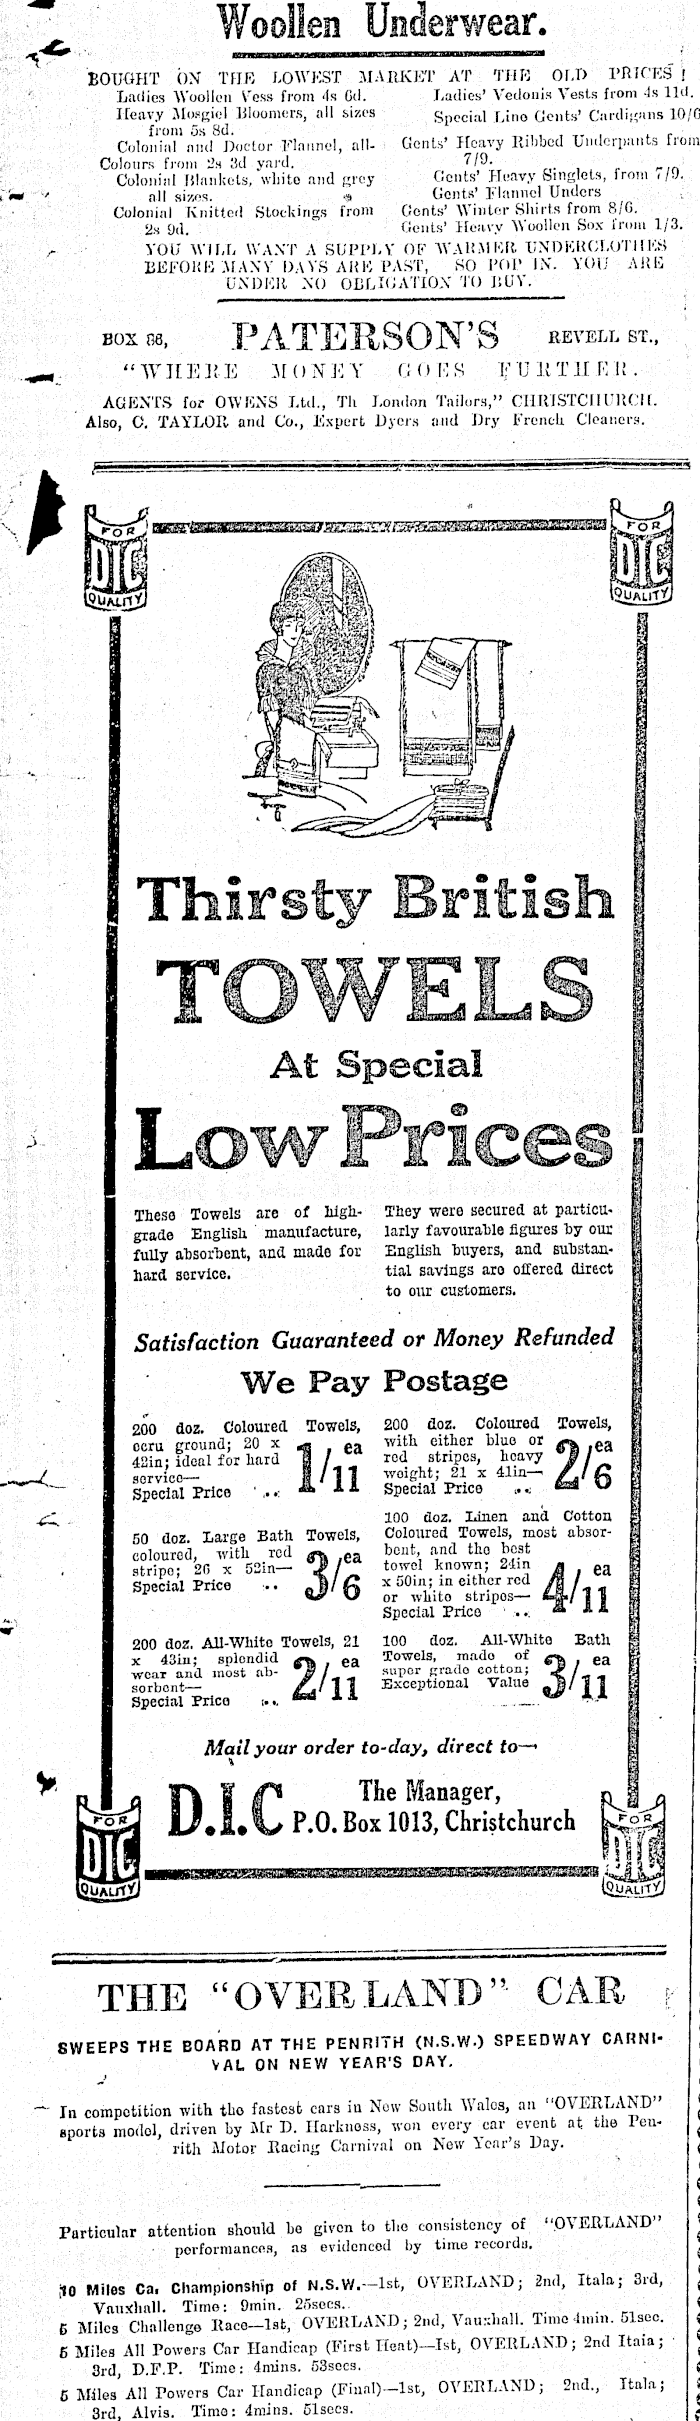 Woollen Underwear.
BOUGHT ON THE LOWEST MARKET AT THE OLD PRICES!
Ladies Woollen Vess from 4s 6d.
Heavy Mosgiel Bloomers, all sizes
from 5s 8d.
Colonial and Doctor Flannel, all-
Colours from 2s 3d yard.
Colonial Blankets, white and grey
all sizes.
Colonial Knitted Stockings from
2s 9d.
Ladies' Vedonis Vests from 4s 11d.
Special Line Gents' Cardigans 10/6
Gents' Heavy Ribbed Underpants from
7/9.
Gents' Heavy Singlets, from 7/9.
Gents' Flannel Unders
Gents' Winter Shirts from 8/6.
Gents' Heavy Woollen Sox from 1/3.
YOU WILL WANT A SUPPLY OF WARMER UNDERCLOTHES
BEFORE MANY DAYS ARE PAST, SO POP IN. YOU ARE
UNDER NO OBLIGATION TO BUY.
BOX 86, PATERSON'S REVELL ST.,
"WHERE MONEY GOES FURTHER.
AGENTS for OWENS Ltd., Th London Tailors," CHRISTCHURCH.
Also, C. TAYLOR and Co., Expert Dyers and Dry French Cleaners.
FOR DIC QUALITY
FOR DIC QUALITY
Thirsty British
TOWELS
At Special
Low Prices
These Towels are of high-
grade English manufacture,
fully absorbent, and made for
hard service.
They were secured at particu-
larly favourable figures by our
English buyers, and substan-
tial savings are offered direct
to our customers.
Satisfaction Guaranteed or Money Refunded
We Pay Postage
200 doz. Coloured Towels,
ecru ground; 20 x
42in; ideal for hard
service—
Special Price .. 1/11 ea
200 doz. Coloured Towels,
with either blue or
red stripes, heavy
weight; 21 x 41in—
Special Price .. 2/6 ea
50 doz. Large Bath Towels,
coloured, with red
stripe; 26 x 52in—
Special Price .. 3/6 ea
100 doz. Linen and Cotton
Coloured Towels, most absor-
bent, and the best
towel known; 24in
x 50in; in either red
or white stripes—
Special Price .. 4/11 ea
200 doz. All-White Towels, 21
x 43in; splendid
wear and most ab-
sorbent—
Special Price .. 2/11 ea
100 doz. All-White Bath
Towels, made of
super grade cotton;
Exceptional Value 3/11 ea
Mail your order to-day, direct to—
D.I.C The Manager,
P.O. Box 1013, Christchurch
FOR DIC QUALITY
FOR DIC QUALITY
THE "OVERLAND" CAR
SWEEPS THE BOARD AT THE PENRITH (N.S.W.) SPEEDWAY CARNI-
VAL ON NEW YEAR'S DAY.
In competition with the fastest cars in New South Wales, an "OVERLAND"
sports model, driven by Mr D. Harkness, won every car event at the Pen-
rith Motor Racing Carnival on New Year's Day.
Particular attention should be given to the consistency of "OVERLAND"
performances, as evidenced by time records.
10 Miles Ca. Championship of N.S.W.—1st, OVERLAND; 2nd, Itala; 3rd,
Vauxhall. Time: 9min. 25secs.
5 Miles Challenge Race—1st, OVERLAND; 2nd, Vauxhall. Time 4min. 51sec.
5 Miles All Powers Car Handicap (First Heat)—1st, OVERLAND; 2nd Itala;
3rd, D.F.P. Time: 4mins. 53secs.
5 Miles All Powers Car Handicap (Final)—1st, OVERLAND; 2nd., Itala;
3rd, Alvis. Time: 4mins. 51secs.